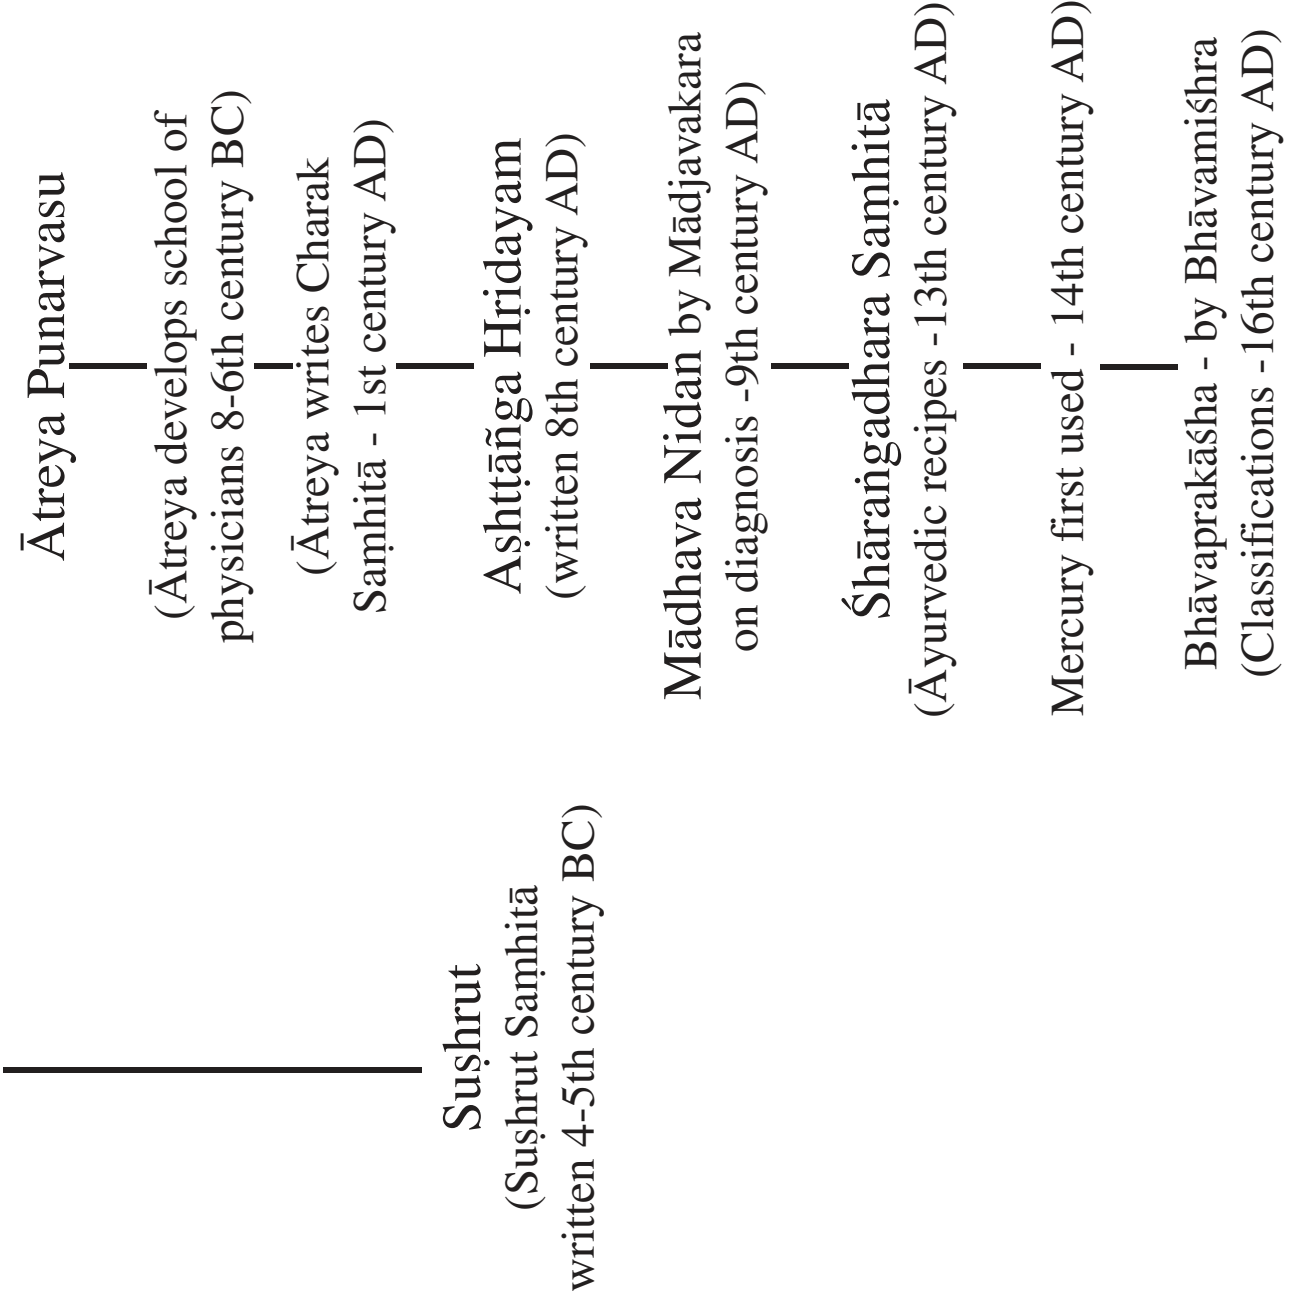 Ātreya Punarvasu
(Ātreya develops school of
physicians 8-6th century BC)
(Ātreya writes Charak
Saṃhitā - 1st century AD)
Aṣhttāñga Hṛidayam
(written 8th century AD)
Mādhava Nidan by Mādjavakara
on diagnosis -9th century AD)
Śhāraṅgadhara Saṃhitā
(Āyurvedic recipes -13th century AD)
Mercury first used - 14th century AD)
Bhāvaprakāśha - by Bhāvamiśhra
(Classifications -16th century AD)
Suṣhrut
(Suṣhrut Saṃhitā
written 4-5th century BC)